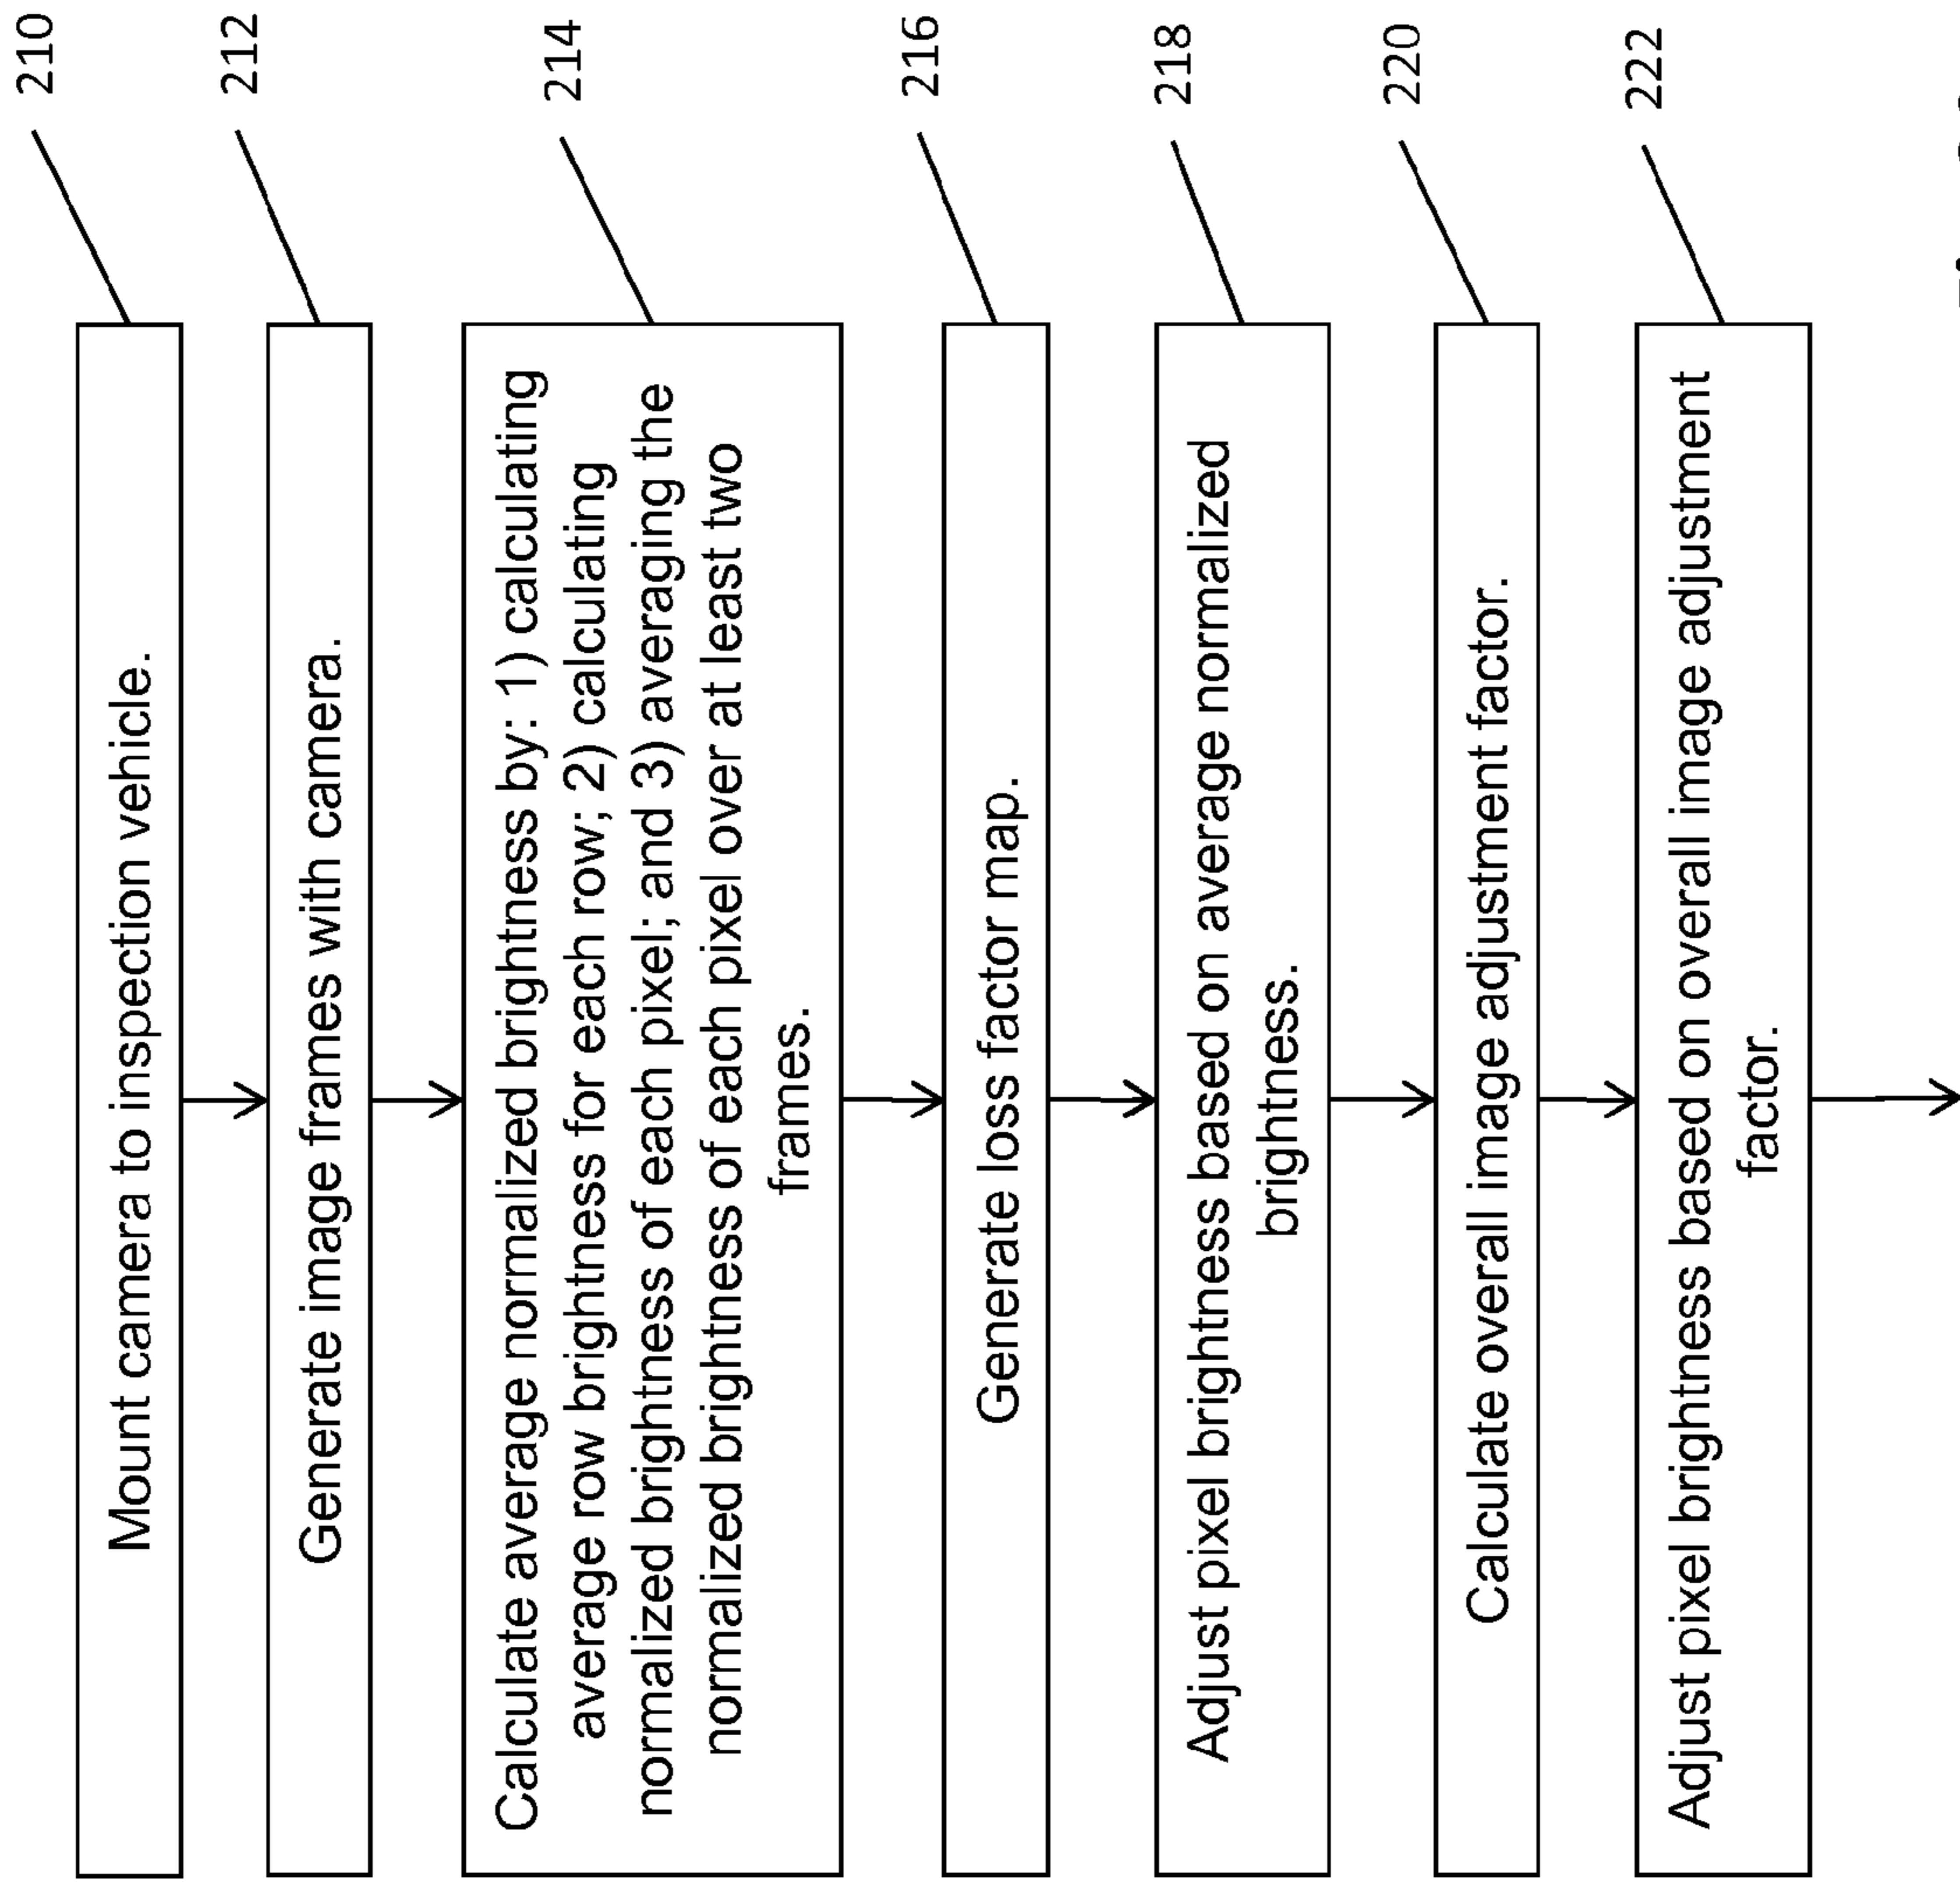 210
Mount camera to inspection vehicle.
212
Generate image frames with camera.
214
Calculate average normalized brightness by: 1) calculating
average row brightness for each row; 2) calculating
normalized brightness of each pixel; and 3) averaging the
normalized brightness of each pixel over at least two
frames.
216
Generate loss factor map.
218
Adjust pixel brightness based on average normalized
brightness.
220
Calculate overall image adjustment factor.
222
Adjust pixel brightness based on overall image adjustment
factor.